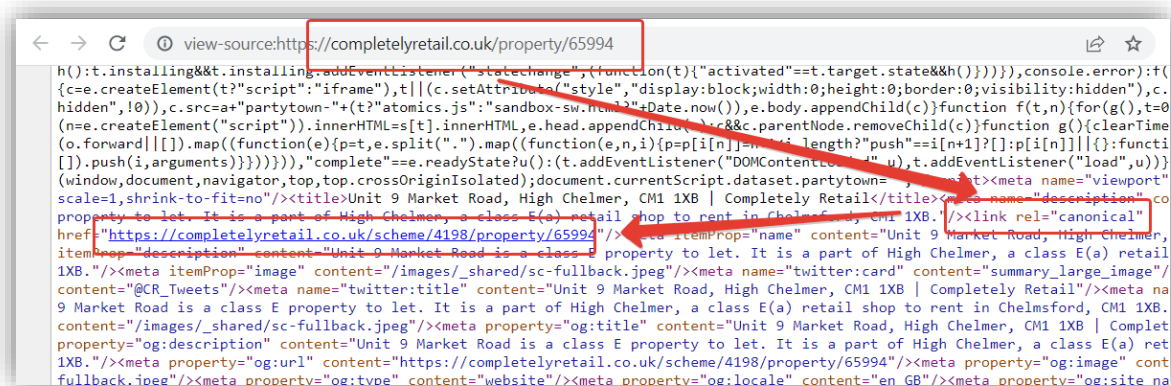 view-source:https://completelyretail.co.uk/property/65994
h():t.installing&&t.installing.addEventListener("statechange",(function(t){"activated"==t.target.state&&h()}))}),console.error):f(
{c=e.createElement(t?"script":"iframe"),t||(c.setAttribute("style","display:block;width:0;height:0;border:0;visibility:hidden"),c.
hidden",!0)),c.src=a+"partytown-"+(t?"atomics.js":"sandbox-sw.html?"+Date.now()),e.body.appendChild(c)}function f(t,n){for(g(),t=0
(n=e.createElement("script")).innerHTML=s[t].innerHTML,e.head.appendChild(n);c&&c.parentNode.removeChild(c)}function g(){clearTime
(o.forward||[]).map((function(e){p=t,e.split(".").map((function(e,n,i){p=p[i[n]]= length?"push"==i[n+1]?[]:p[i[n]]||{}:functi
[]).push(i,arguments)}}))})),"complete"==e.readyState?u():(t.addEventListener("DOMContentLoaded",u),t.addEventListener("load",u))}
(window,document,navigator,top,top.crossOriginIsolated);document.currentScript.dataset.partytown= <meta name="viewport"
scale=1,shrink-to-fit=no"/><title>Unit 9 Market Road, High Chelmer, CM1 1XB | Completely Retail</title><meta name="description" co
property to let. It is a part of High Chelmer, a class E(a) retail shop to rent in Chelmsford, CM1 1XB."/><link rel="canonical"
href="https://completelyretail.co.uk/scheme/4198/property/65994"/><meta itemProp="name" content="Unit 9 Market Road, High Chelmer,
itemProp="description" content="Unit 9 Market Road is a class E property to let. It is a part of High Chelmer, a class E(a) retail
1XB."/><meta itemProp="image" content="/images/_shared/sc-fullback.jpeg"/><meta name="twitter:card" content="summary_large_image"/
content="@CR_Tweets"/><meta name="twitter:title" content="Unit 9 Market Road, High Chelmer, CM1 1XB | Completely Retail"/><meta na
9 Market Road is a class E property to let. It is a part of High Chelmer, a class E(a) retail shop to rent in Chelmsford, CM1 1XB.
content="/images/_shared/sc-fullback.jpeg"/><meta property="og:title" content="Unit 9 Market Road, High Chelmer, CM1 1XB | Complet
property="og:description" content="Unit 9 Market Road is a class E property to let. It is a part of High Chelmer, a class E(a) ret
1XB."/><meta property="og:url" content="https://completelyretail.co.uk/scheme/4198/property/65994"/><meta property="og:image" cont
fullback.jpeg"/><meta property="og:type" content="website"/><meta property="og:locale" content="en_GB"/><meta property="og:site_n